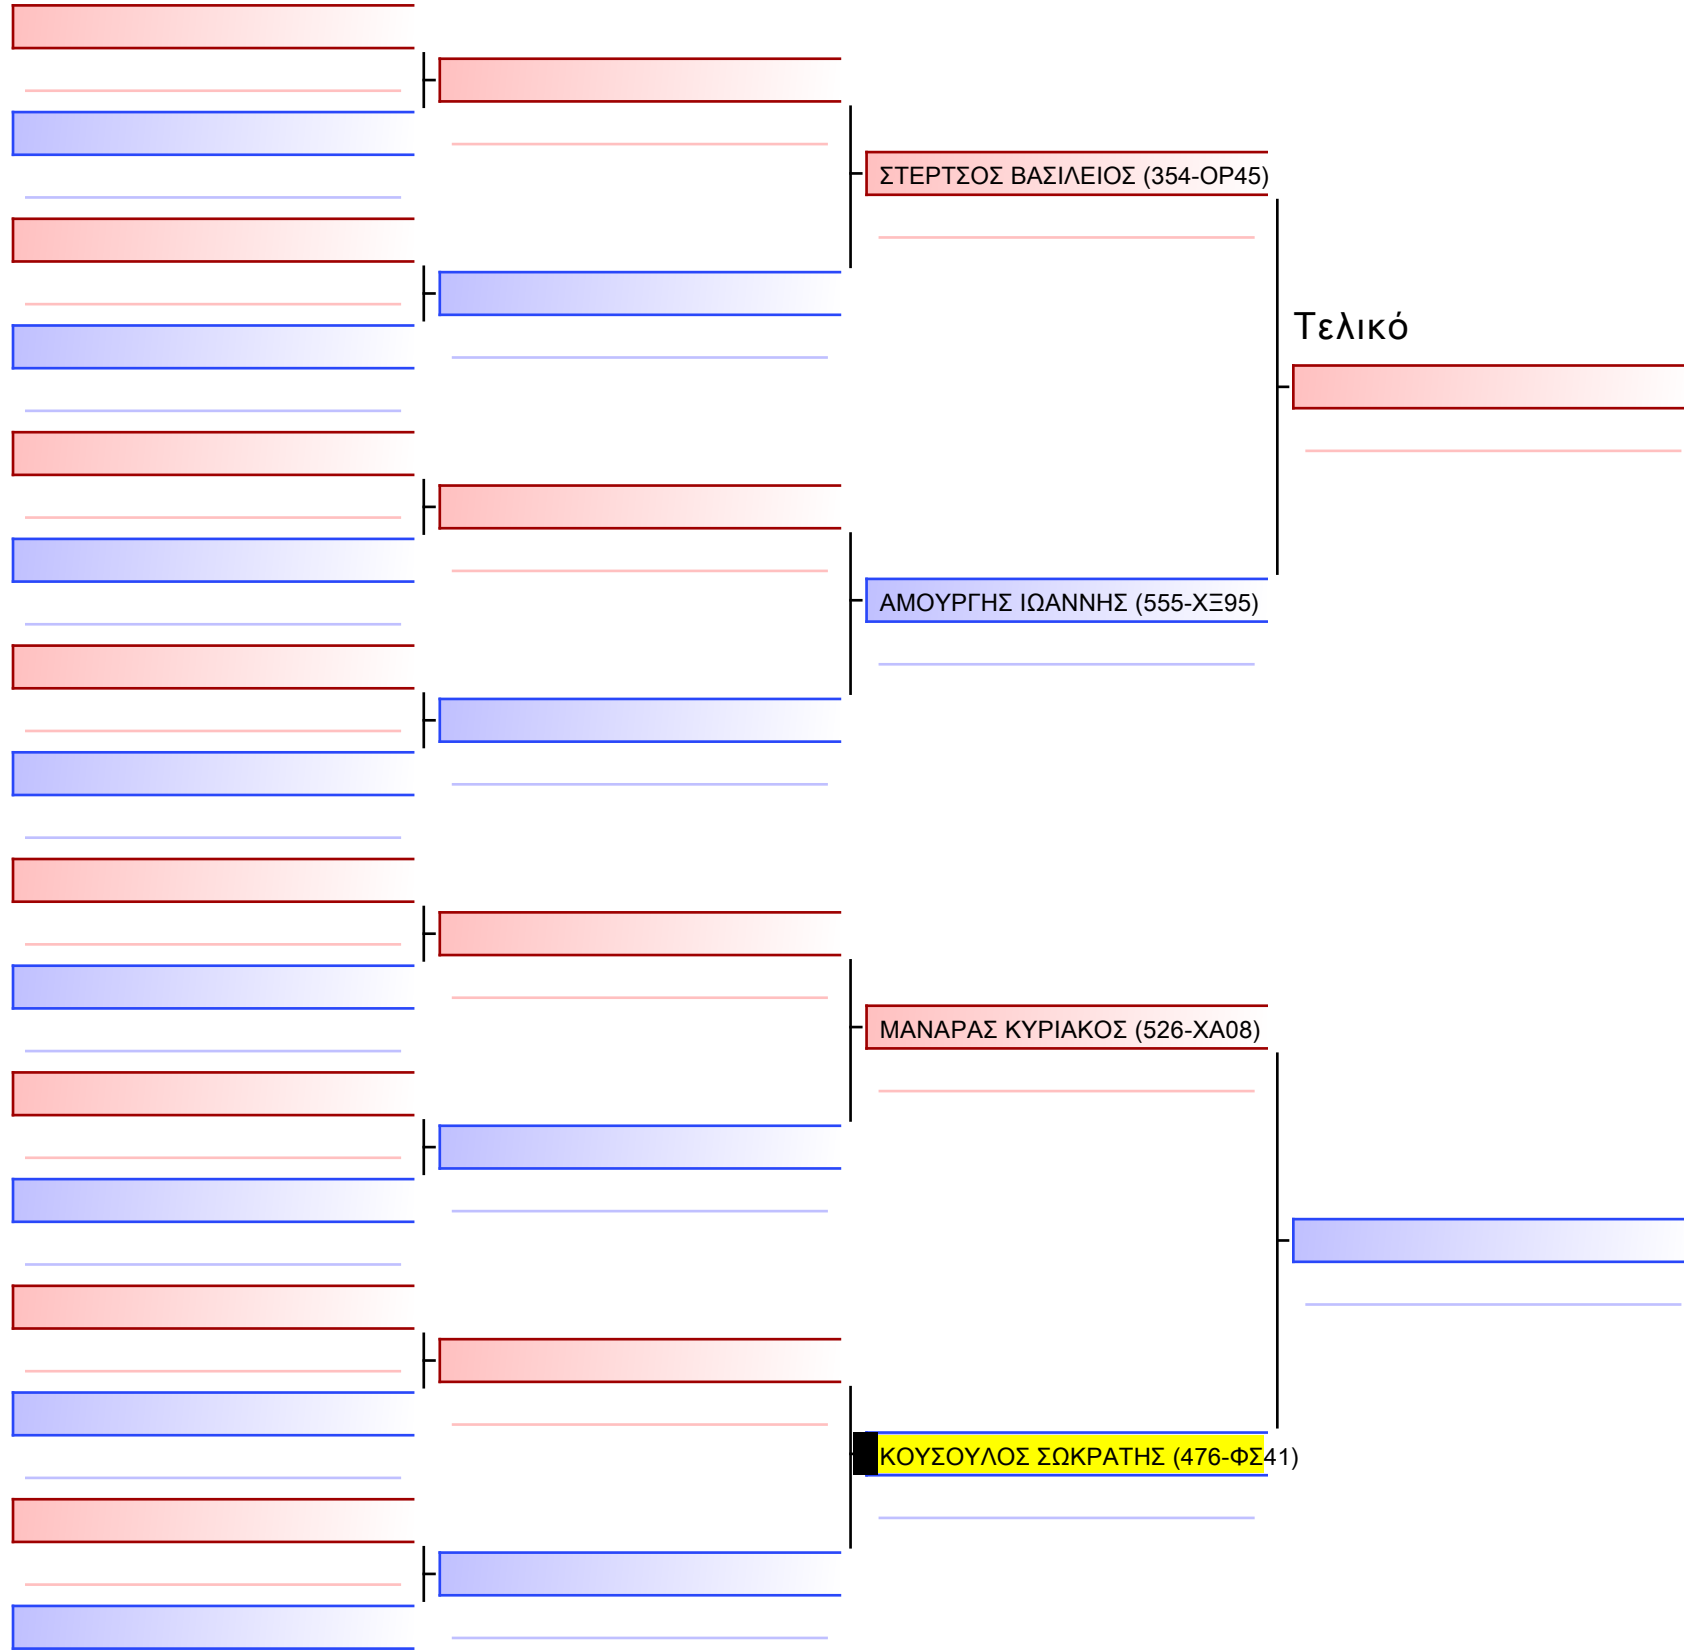 ΣΤΕΡΤΣΟΣ ΒΑΣΙΛΕΙΟΣ (354-ΟΡ45)
Τελικό
ΑΜΟΥΡΓΗΣ ΙΩΑΝΝΗΣ (555-ΧΞ95)
ΜΑΝΑΡΑΣ ΚΥΡΙΑΚΟΣ (526-ΧΑ08)
ΚΟΥΣΟΥΛΟΣ ΣΩΚΡΑΤΗΣ (476-ΦΣ41)